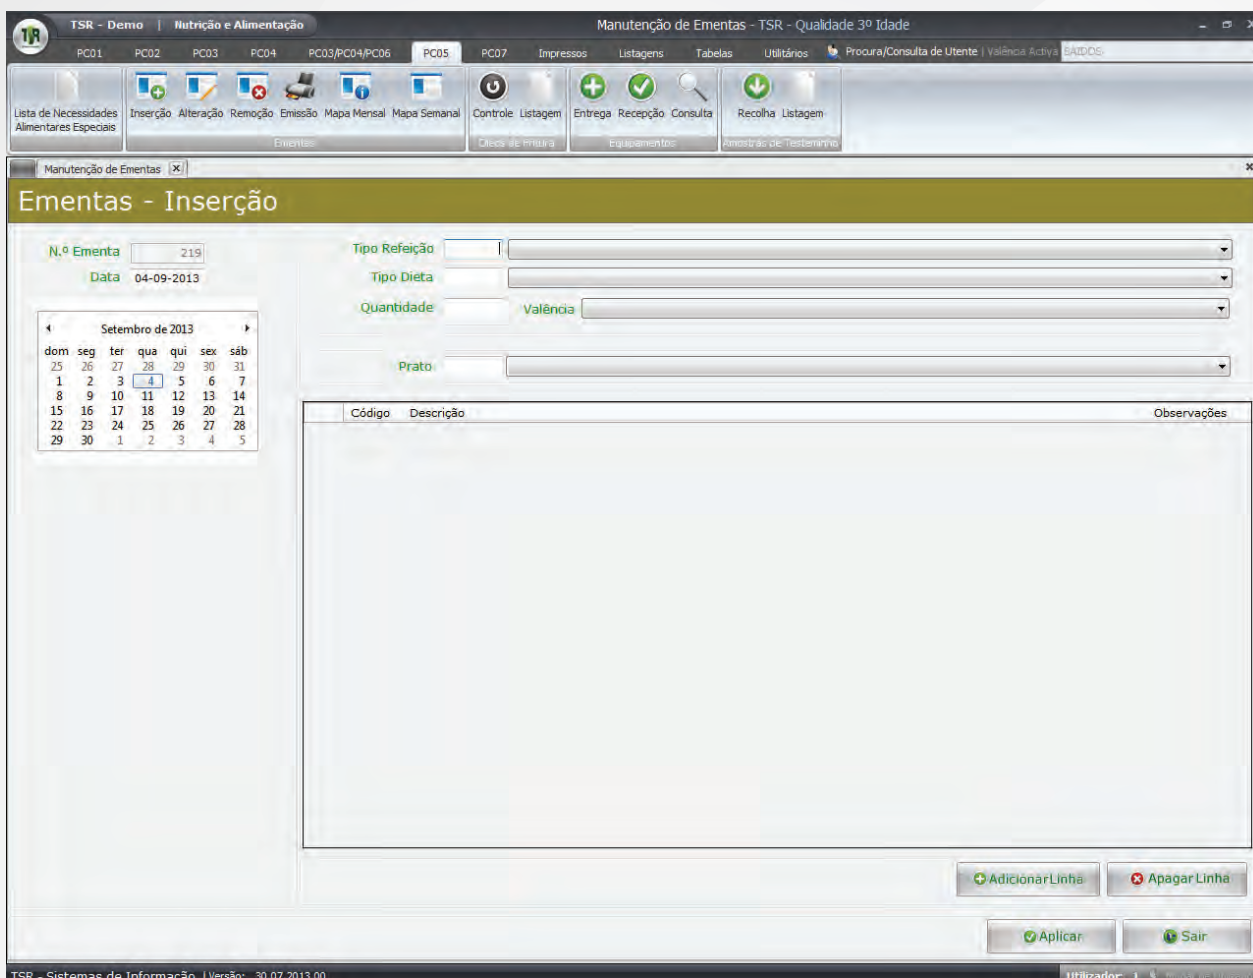 TSR
TSR - Demo | Nutrição e Alimentação
Manutenção de Ementas - TSR - Qualidade 3º Idade
PC01 PC02 PC03 PC04 PC03/PC04/PC06 PC05 PC07 Impressos Listagens Tabelas Utilitários Procura/Consulta de Utente | Valência Activa SAIDOS
Lista de Necessidades
Alimentares Especiais
Inserção Alteração Remoção Emissão Mapa Mensal Mapa Semanal
Controle Listagem
Entrega Recepção Consulta
Recolha Listagem
Ementas
Equipamentos
Amostras de Testemunho
Manutenção de Ementas
Ementas - Inserção
N.º Ementa 219
Data 04-09-2013
Setembro de 2013
dom seg ter qua qui sex sáb
25 26 27 28 29 30 31
1 2 3 4 5 6 7
8 9 10 11 12 13 14
15 16 17 18 19 20 21
22 23 24 25 26 27 28
29 30 1 2 3 4 5
Tipo Refeição
Tipo Dieta
Quantidade Valência
Prato
Código Descrição Observações
Adicionar Linha Apagar Linha
Aplicar Sair
TSR - Sistemas de Informação | Versão: 30.07.2013.00
Utilizador: 1